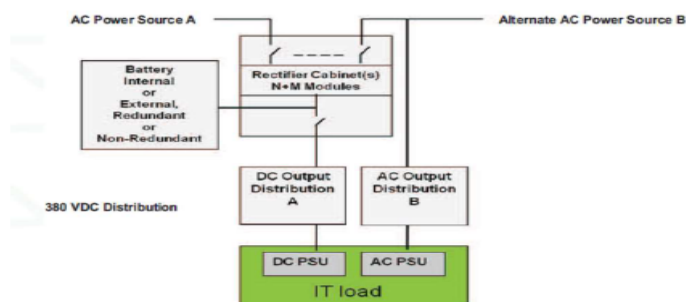 AC Power Source A
Alternate AC Power Source B
Rectifier Cabinet(s)
N+M Modules
Battery
Internal
or
External,
Redundant
or
Non-Redundant
DC Output
Distribution
A
AC Output
Distribution
B
380 VDC Distribution
DC PSU
AC PSU
IT load